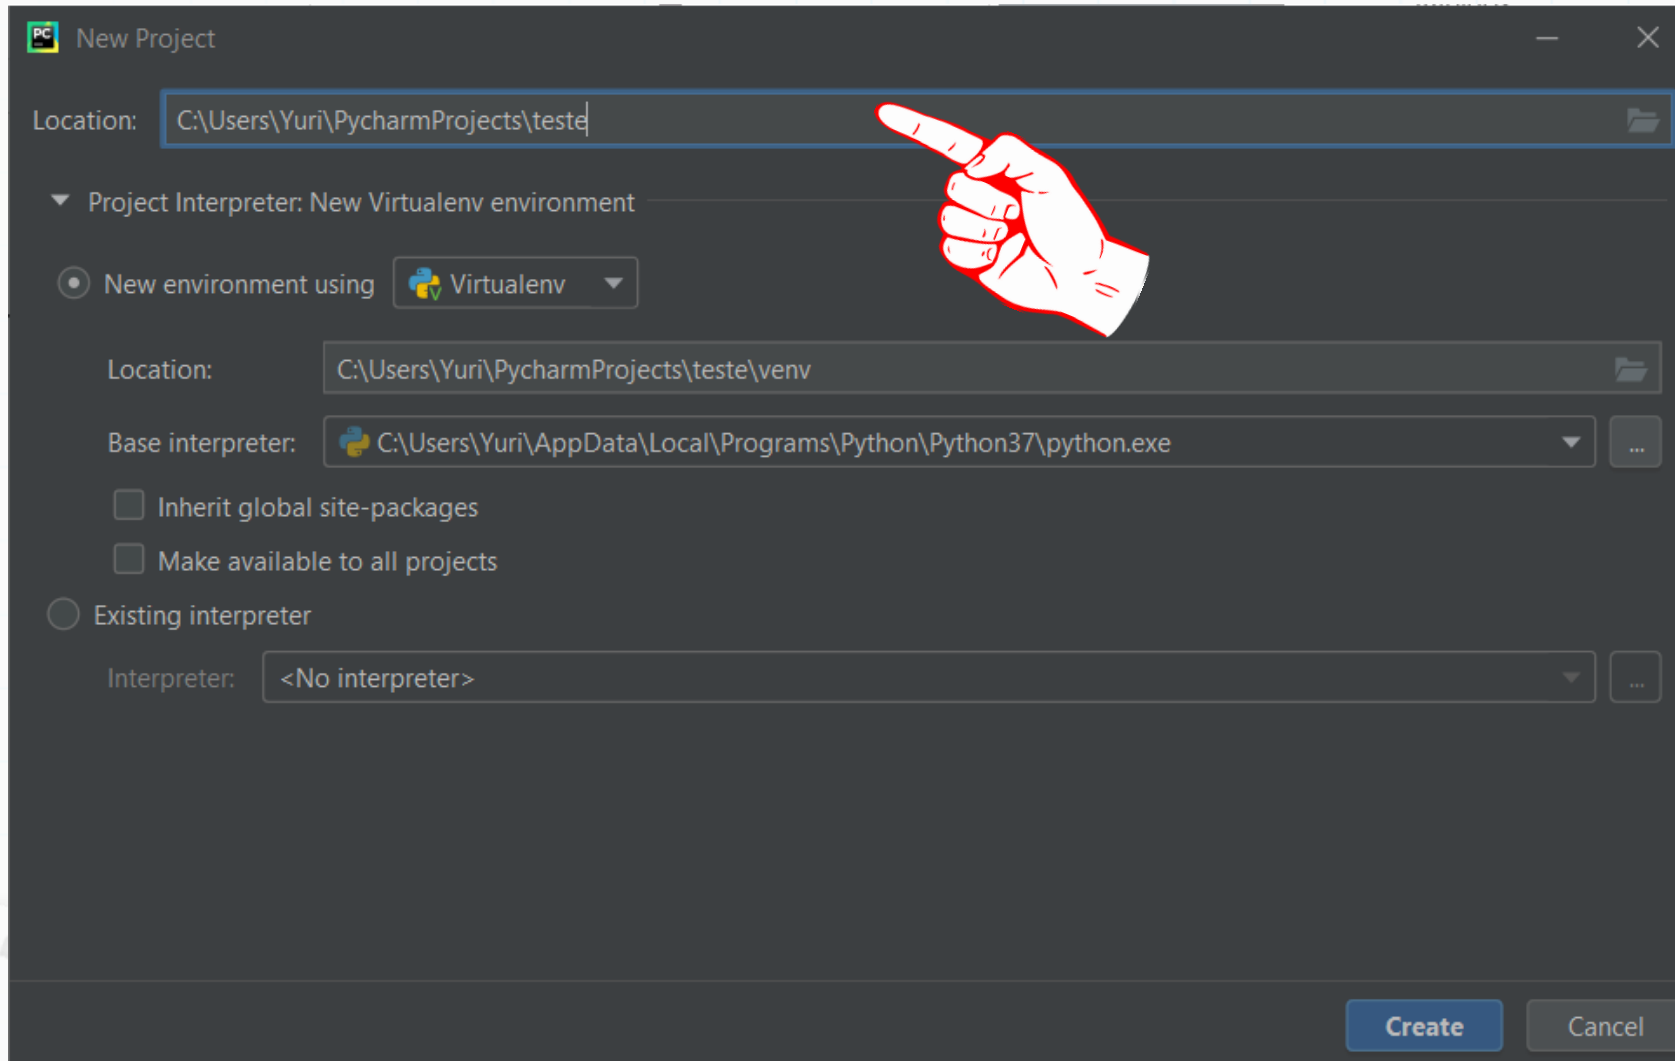 PC New Project
Location: C:\Users\Yuri\PycharmProjects\teste
Project Interpreter: New Virtualenv environment
New environment using Virtualenv
Location: C:\Users\Yuri\PycharmProjects\teste\venv
Base interpreter: C:\Users\Yuri\AppData\Local\Programs\Python\Python37\python.exe ...
Inherit global site-packages
Make available to all projects
Existing interpreter
Interpreter: <No interpreter> ...
Create Cancel